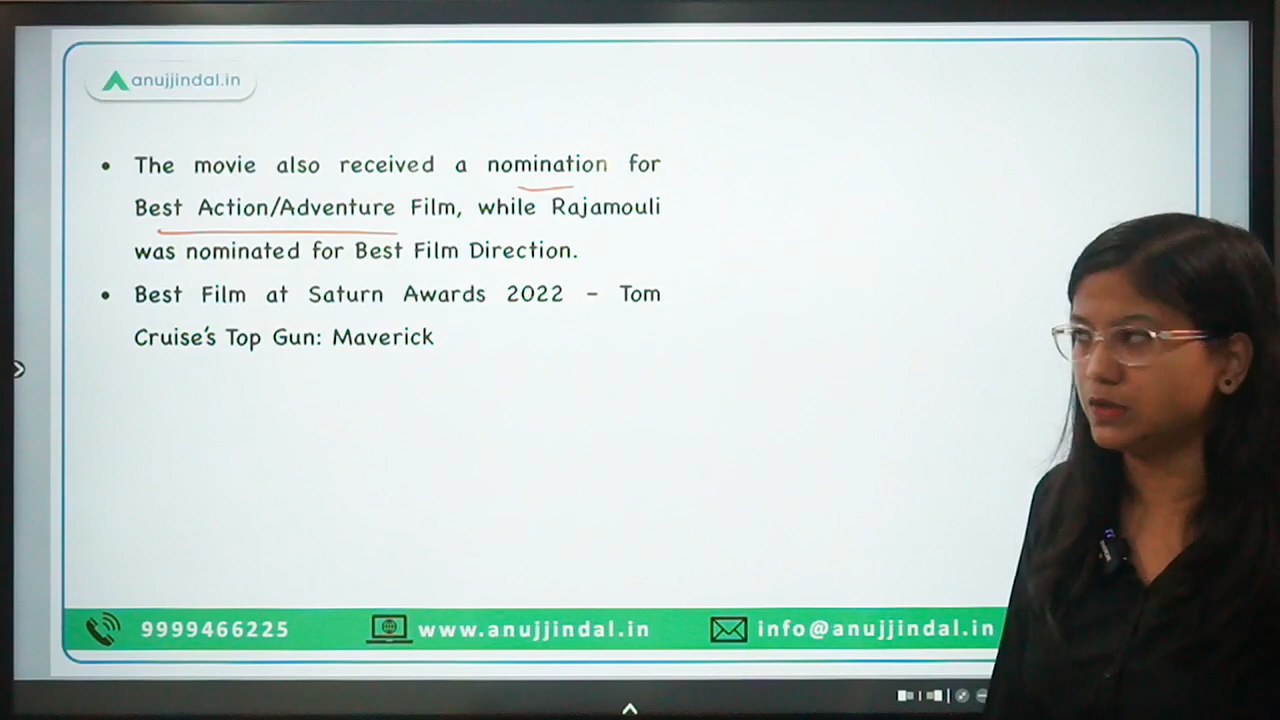 anujjindal.in
• The movie also received a nomination for
Best Action/Adventure Film, while Rajamouli
was nominated for Best Film Direction.
• Best Film at Saturn Awards 2022 – Tom
Cruise's Top Gun: Maverick
9999466225 www.anujjindal.in info@anujjindal.in